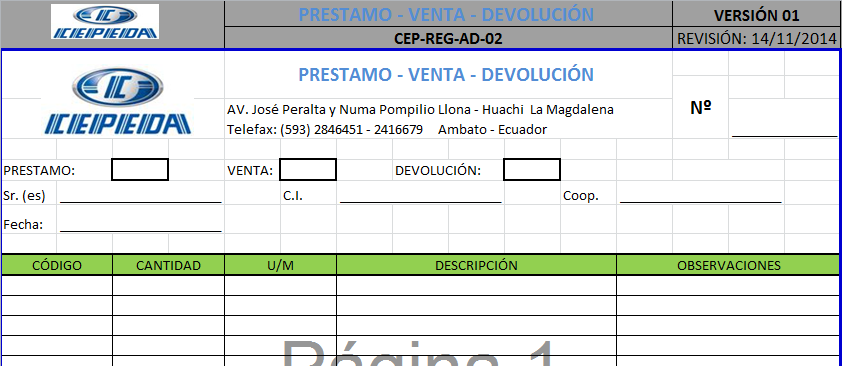 IC
CEPEDA
PRESTAMO - VENTA - DEVOLUCIÓN
VERSIÓN 01
CEP-REG-AD-02
REVISIÓN: 14/11/2014
IC
CEPEDA
PRESTAMO - VENTA - DEVOLUCIÓN
AV. José Peralta y Numa Pompilio Llona - Huachi La Magdalena
Telefax: (593) 2846451 - 2416679 Ambato - Ecuador
Nº
PRESTAMO: VENTA: DEVOLUCIÓN:
Sr. (es) C.I. Coop.
Fecha:
CÓDIGO CANTIDAD U/M DESCRIPCIÓN OBSERVACIONES
Página 1